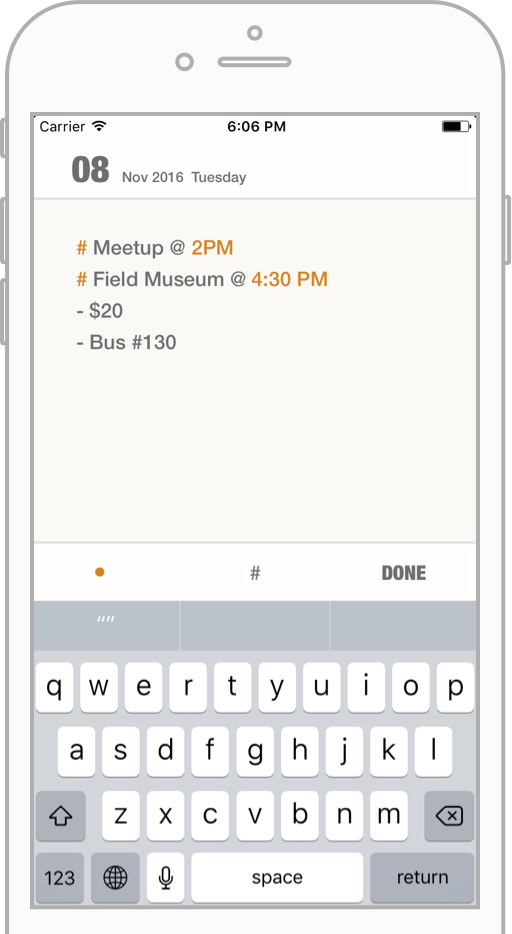 Carrier 6:06 PM
08 Nov 2016 Tuesday
# Meetup @ 2PM
# Field Museum @ 4:30 PM
- $20
- Bus #130
# DONE
""
q w e r t y u i o p
a s d f g h j k l
z x c v b n m
123 space return